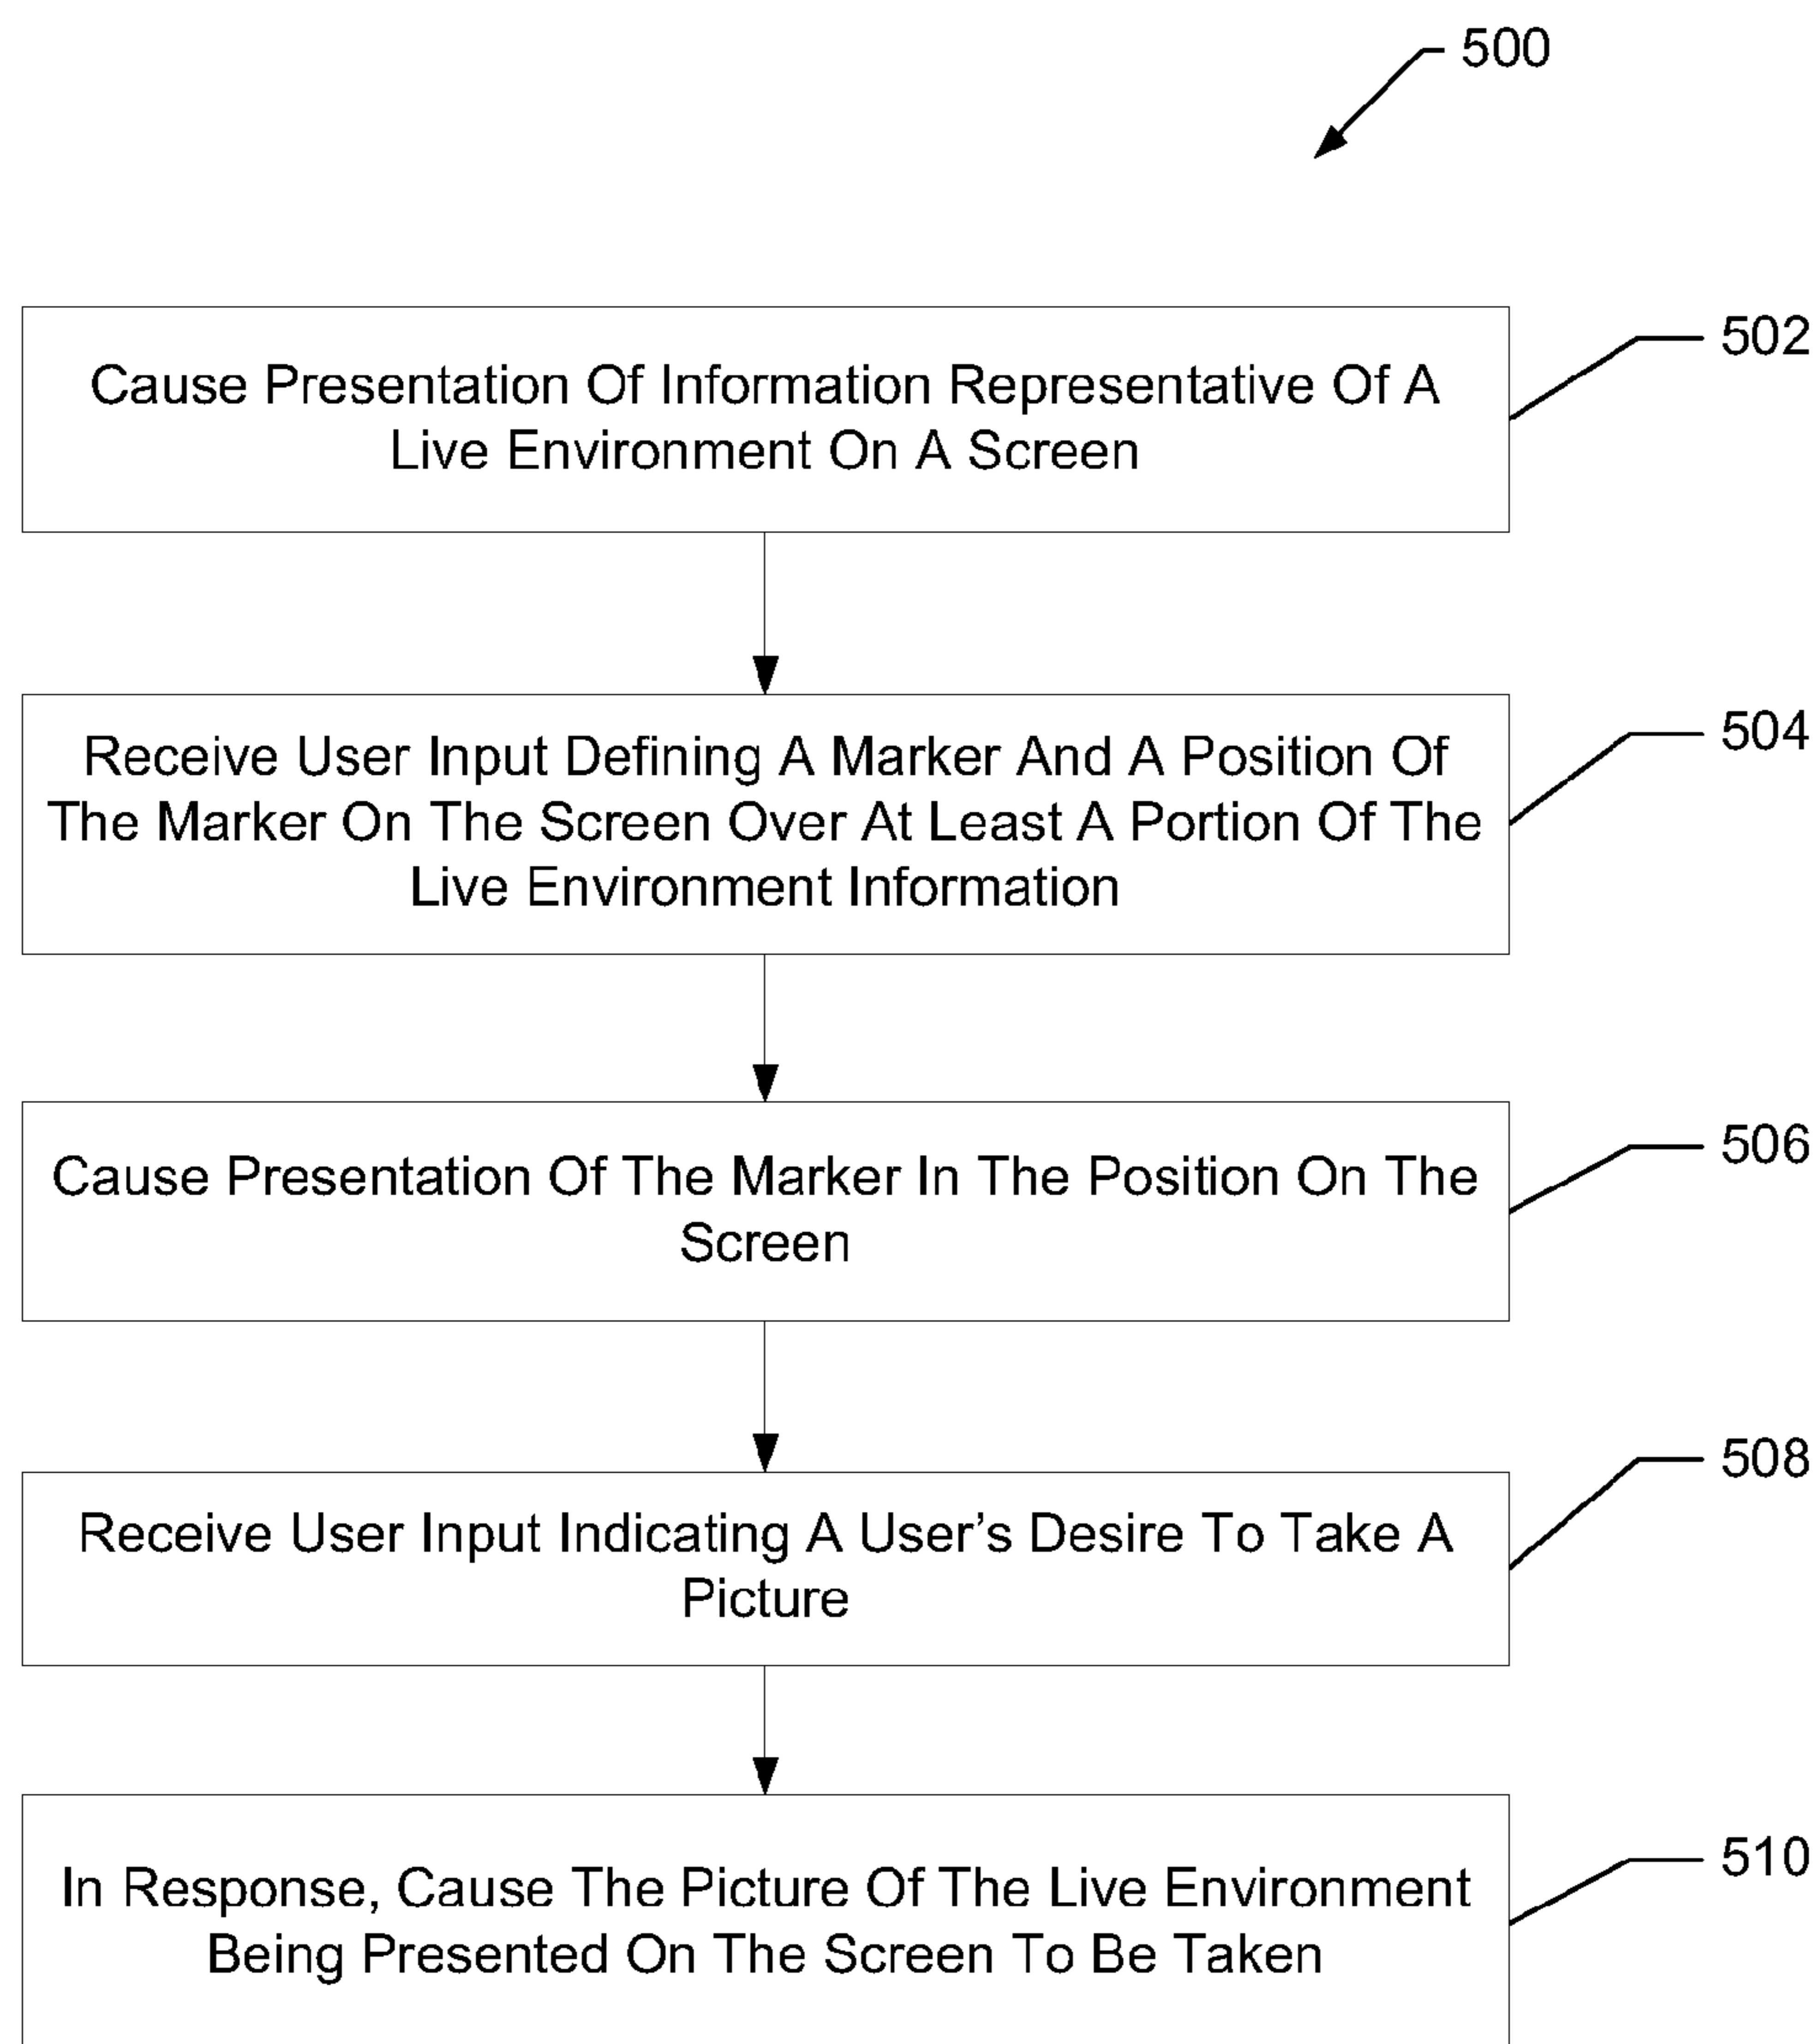 500
Cause Presentation Of Information Representative Of A
Live Environment On A Screen
502
Receive User Input Defining A Marker And A Position Of
The Marker On The Screen Over At Least A Portion Of The
Live Environment Information
504
Cause Presentation Of The Marker In The Position On The
Screen
506
Receive User Input Indicating A User's Desire To Take A
Picture
508
In Response, Cause The Picture Of The Live Environment
Being Presented On The Screen To Be Taken
510